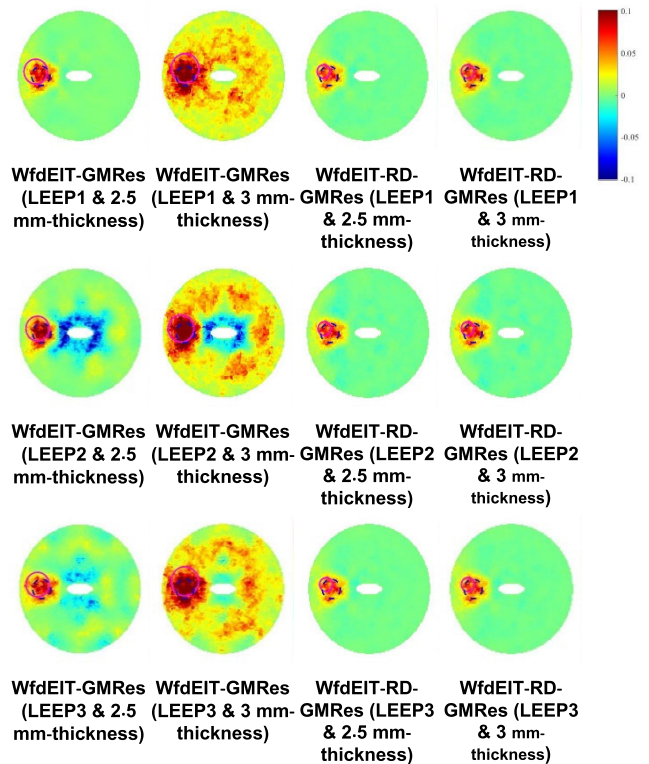 0.1
0.05
0
-0.05
-0.1
WfdEIT-GMRes
(LEEP1 & 2.5
mm-thickness)
WfdEIT-GMRes
(LEEP1 & 3 mm-
thickness)
WfdEIT-RD-
GMRes (LEEP1
& 2.5 mm-
thickness)
WfdEIT-RD-
GMRes (LEEP1
& 3 mm-
thickness)
WfdEIT-GMRes
(LEEP2 & 2.5
mm-thickness)
WfdEIT-GMRes
(LEEP2 & 3 mm-
thickness)
WfdEIT-RD-
GMRes (LEEP2
& 2.5 mm-
thickness)
WfdEIT-RD-
GMRes (LEEP2
& 3 mm-
thickness)
WfdEIT-GMRes
(LEEP3 & 2.5
mm-thickness)
WfdEIT-GMRes
(LEEP3 & 3 mm-
thickness)
WfdEIT-RD-
GMRes (LEEP3
& 2.5 mm-
thickness)
WfdEIT-RD-
GMRes (LEEP3
& 3 mm-
thickness)